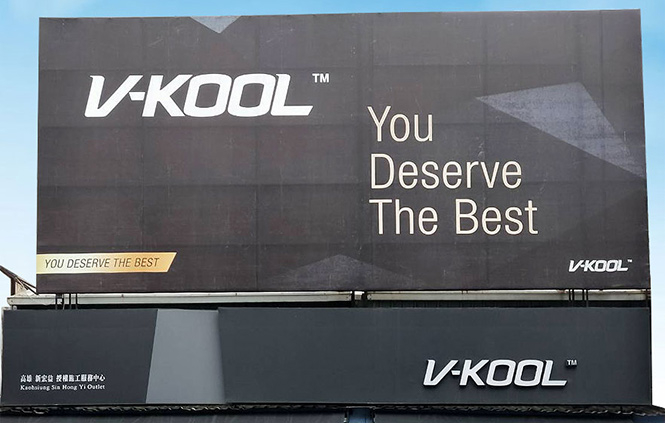 V-KOOL™
You
Deserve
The Best
YOU DESERVE THE BEST
V-KOOL™
高雄 新宏益 授權施工服務中心
Kaohsiung Sin Hong Yi Outlet
V-KOOL™